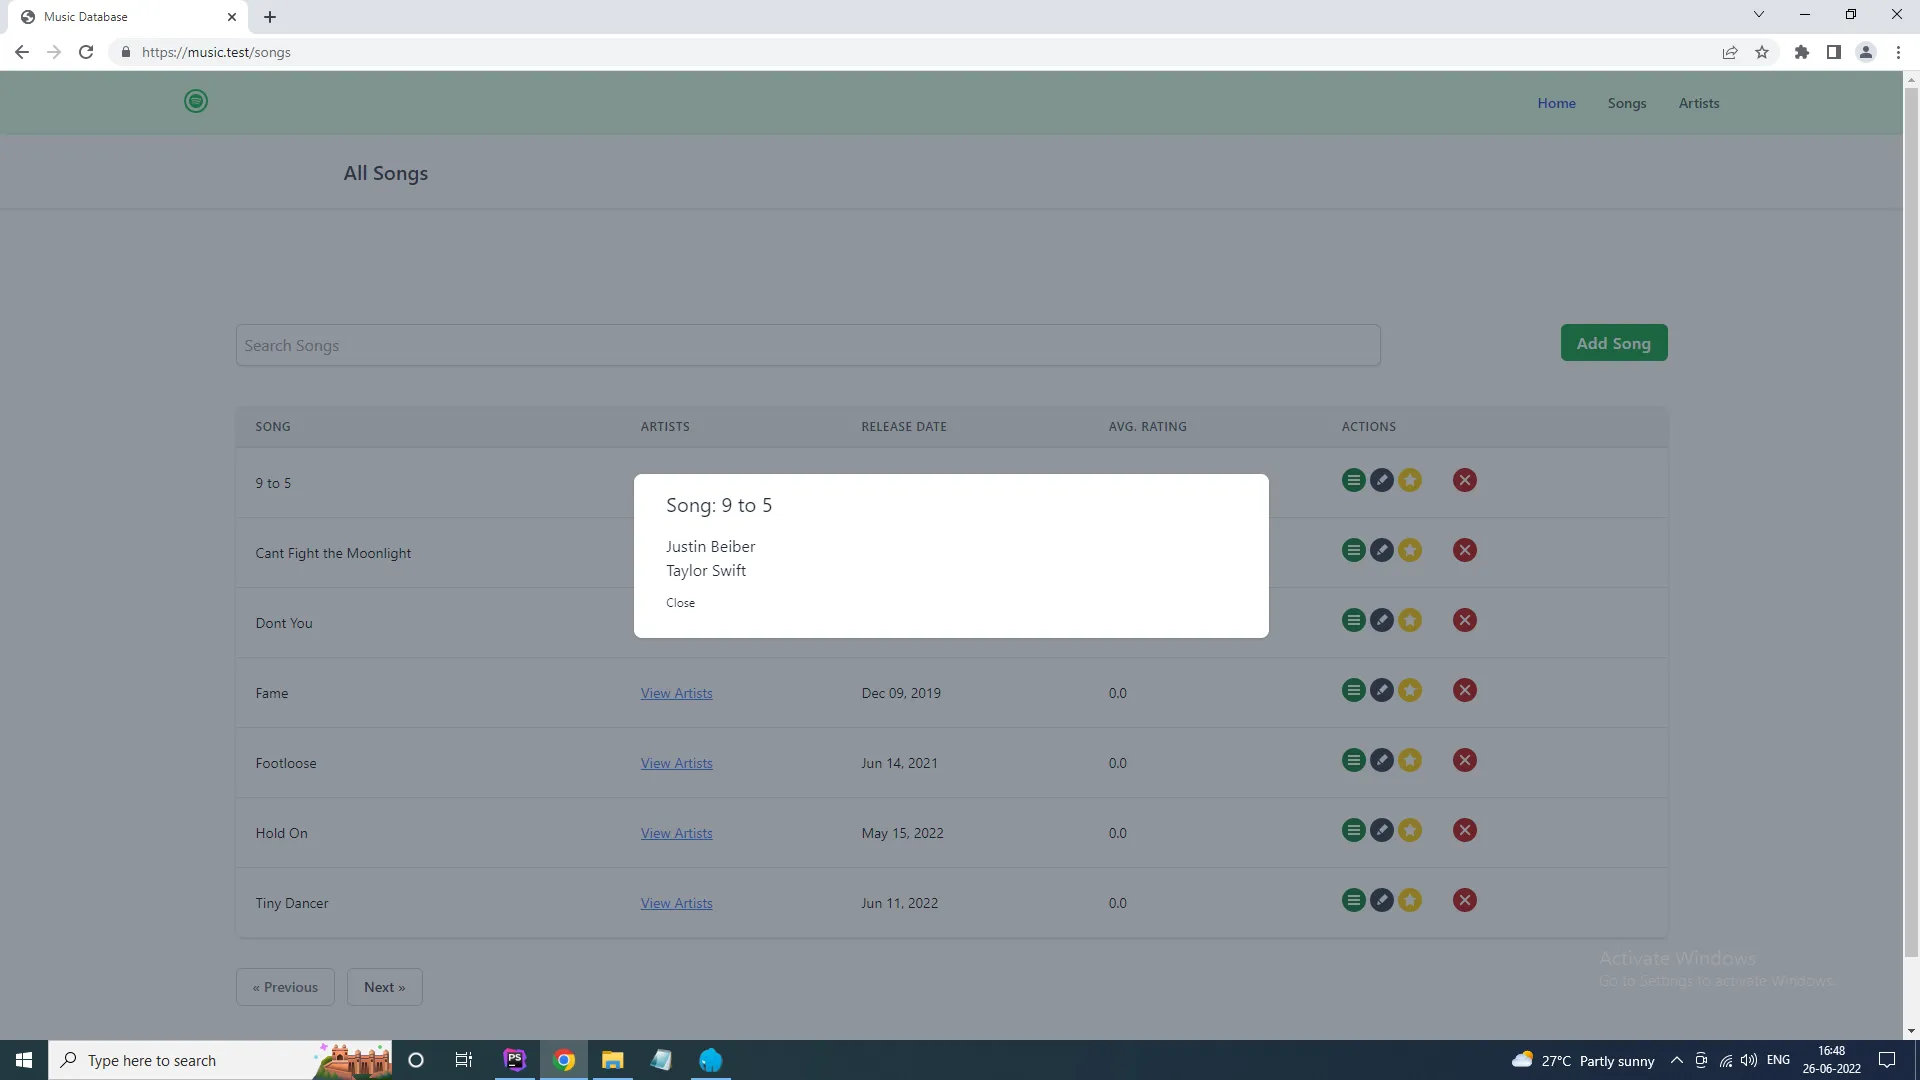 Music Database
https://music.test/songs
Home Songs Artists
All Songs
Search Songs
Add Song
SONG ARTISTS RELEASE DATE AVG. RATING ACTIONS
9 to 5
Cant Fight the Moonlight
Dont You
Song: 9 to 5
Justin Beiber
Taylor Swift
Close
Fame View Artists Dec 09, 2019 0.0
Footloose View Artists Jun 14, 2021 0.0
Hold On View Artists May 15, 2022 0.0
Tiny Dancer View Artists Jun 11, 2022 0.0
« Previous Next »
Activate Windows
Go to Settings to activate Windows.
Type here to search
PS
27°C Partly sunny
ENG
16:48
26-06-2022